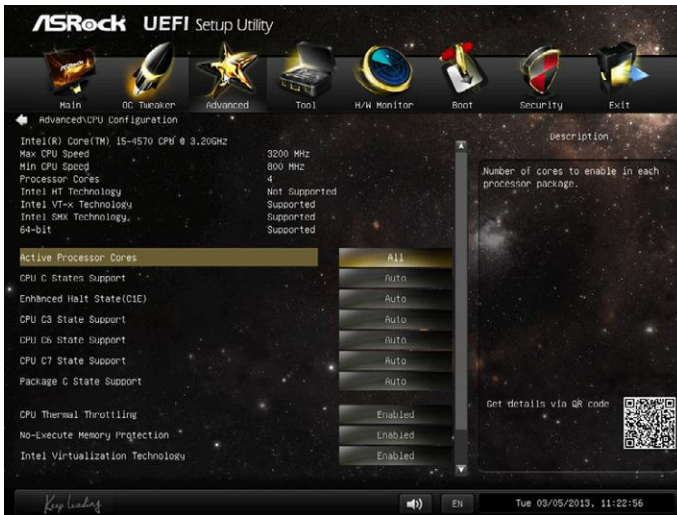 ASRock UEFI Setup Utility
Main OC Tweaker Advanced Tool H/W Monitor Boot Security Exit
Advanced\CPU Configuration
Description
Intel(R) Core(TM) i5-4570 CPU @ 3.20GHz
Max CPU Speed 3200 MHz
Min CPU Speed 800 MHz
Processor Cores 4
Intel HT Technology Not Supported
Intel VT-x Technology Supported
Intel SMX Technology Supported
64-bit Supported
Number of cores to enable in each
processor package.
Active Processor Cores All
CPU C States Support Auto
Enhanced Halt State(C1E) Auto
CPU C3 State Support Auto
CPU C6 State Support Auto
CPU C7 State Support Auto
Package C State Support Auto
CPU Thermal Throttling Enabled
No-Execute Memory Protection Enabled
Intel Virtualization Technology Enabled
Get details via QR code
Keep Leading
EN
Tue 03/05/2013, 11:22:56